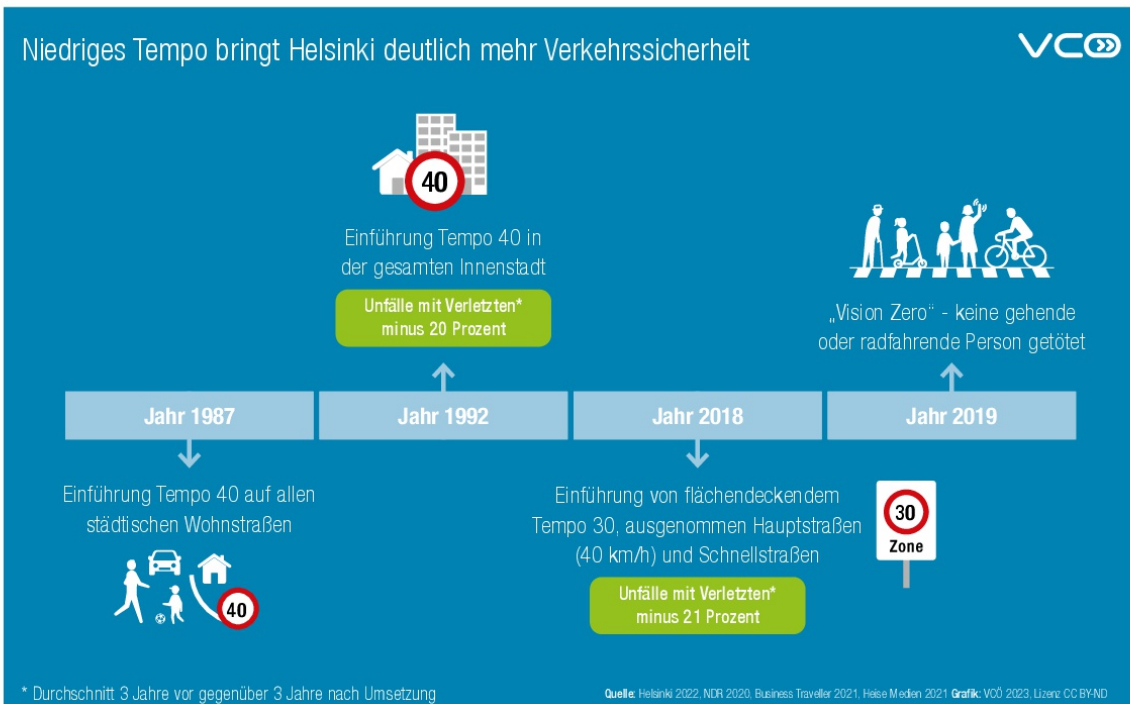 Niedriges Tempo bringt Helsinki deutlich mehr Verkehrssicherheit
VCÖ
40
Einführung Tempo 40 in
der gesamten Innenstadt
Unfälle mit Verletzten*
minus 20 Prozent
„Vision Zero“ - keine gehende
oder radfahrende Person getötet
Jahr 1987
Jahr 1992
Jahr 2018
Jahr 2019
Einführung Tempo 40 auf allen
städtischen Wohnstraßen
40
Einführung von flächendeckendem
Tempo 30, ausgenommen Hauptstraßen
(40 km/h) und Schnellstraßen
Unfälle mit Verletzten*
minus 21 Prozent
30
Zone
* Durchschnitt 3 Jahre vor gegenüber 3 Jahre nach Umsetzung
Quelle: Helsinki 2022, NDR 2020, Business Traveller 2021, Heise Medien 2021 Grafik: VCÖ 2023, Lizenz CC BY-ND